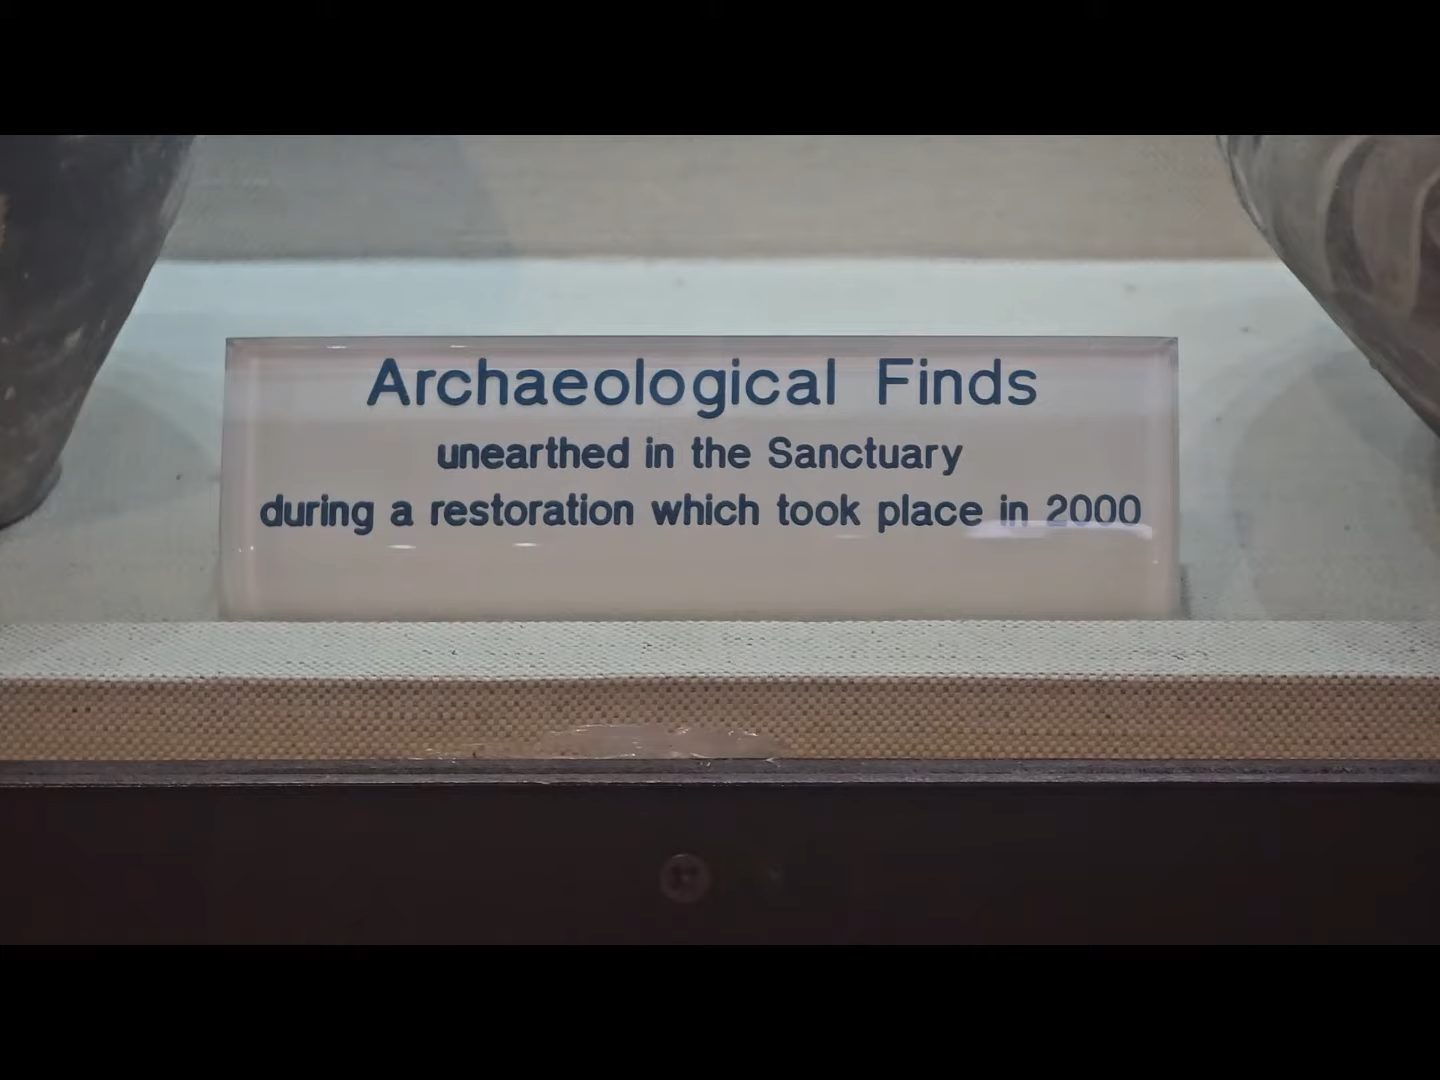 Archaeological Finds
unearthed in the Sanctuary
during a restoration which took place in 2000